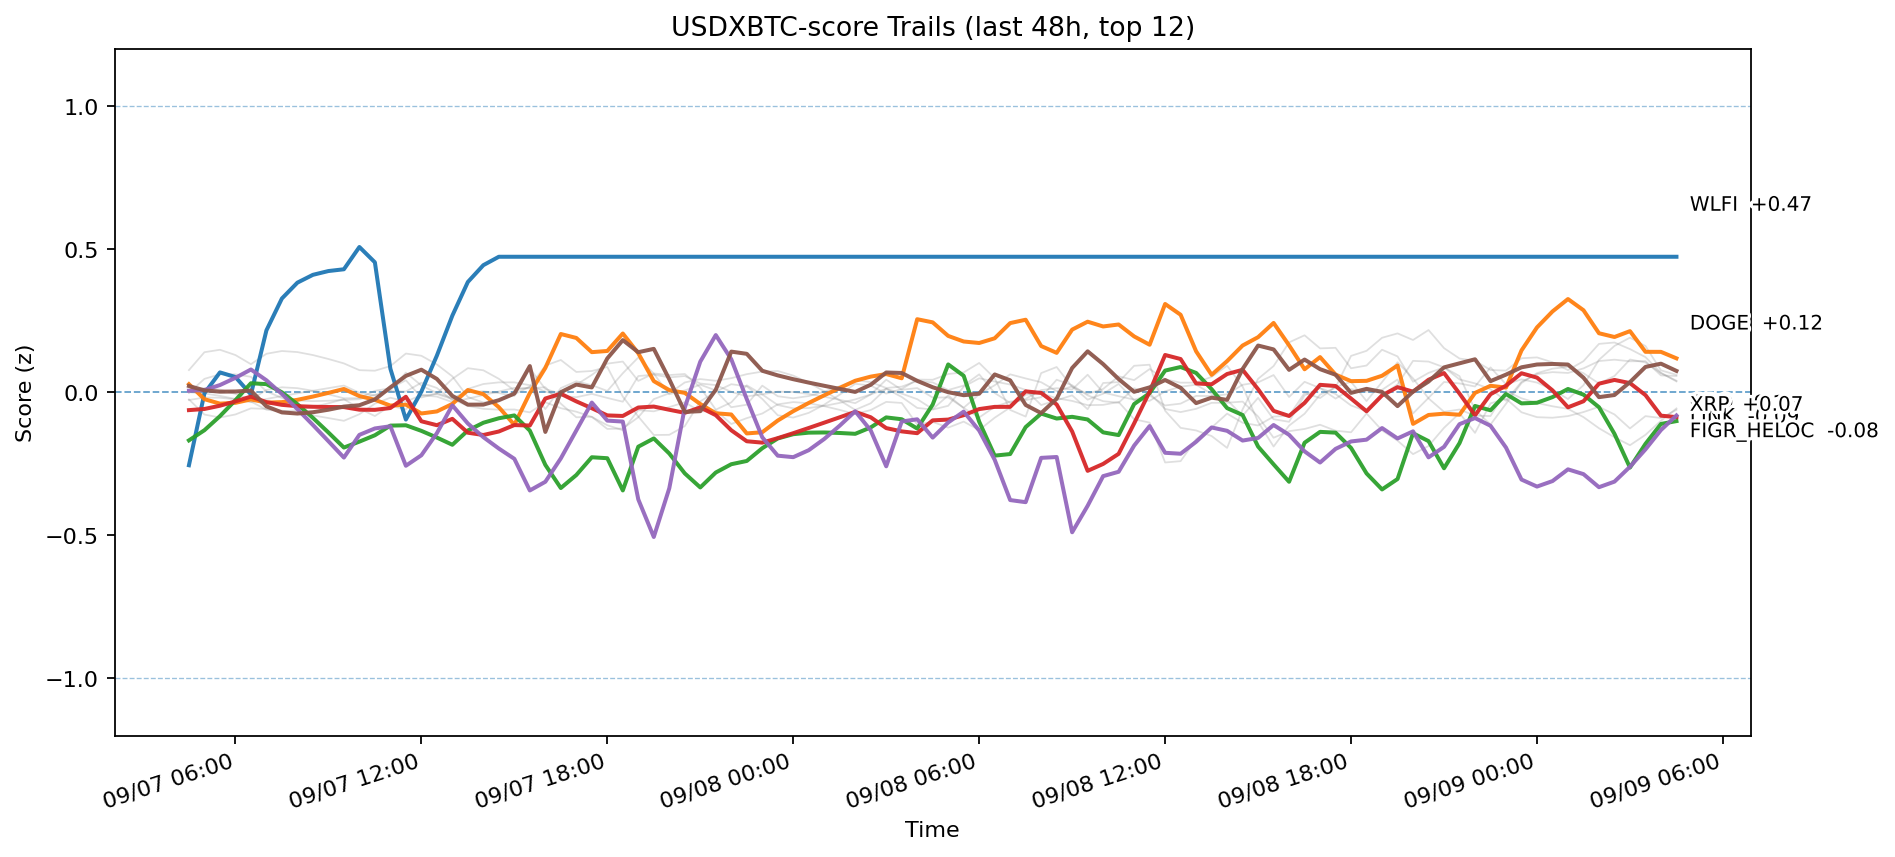 USDXBTC-score Trails (last 48h, top 12)
Score (z)
1.0
0.5
0.0
−0.5
−1.0
WLFI +0.47
DOGE +0.12
XRP +0.07
FIGR_HELOC -0.08
09/07 06:00
09/07 12:00
09/07 18:00
09/08 00:00
09/08 06:00
09/08 12:00
09/08 18:00
09/09 00:00
09/09 06:00
Time